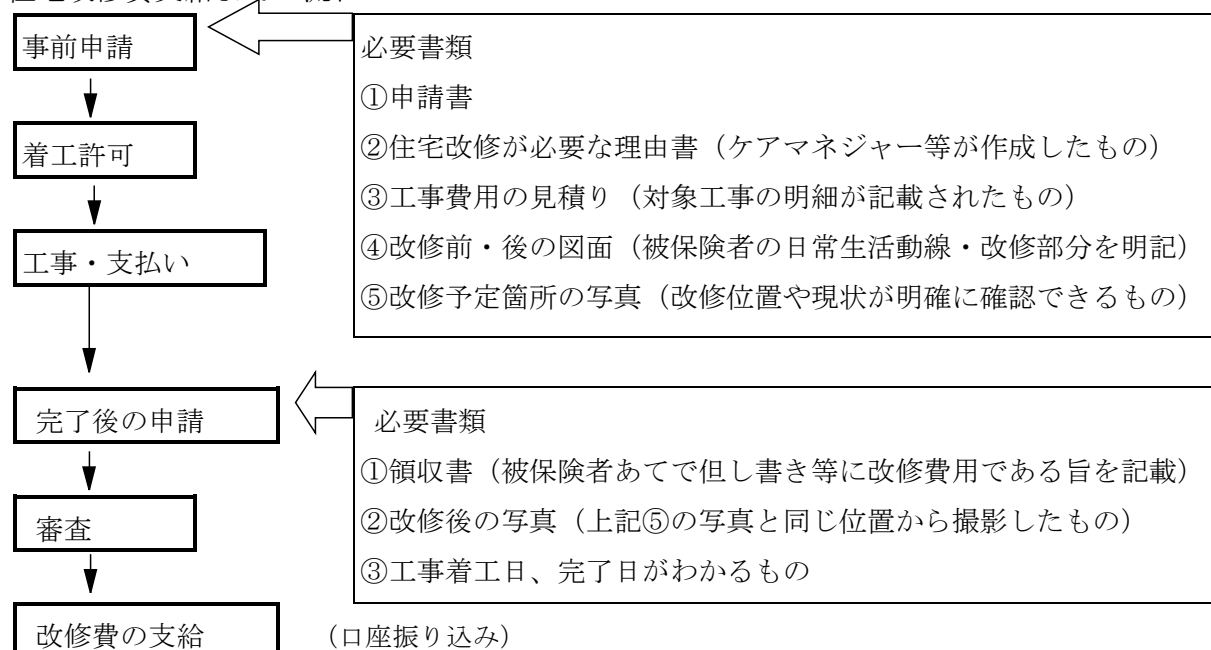 事前申請
必要書類
①申請書
②住宅改修が必要な理由書（ケアマネジャー等が作成したもの）
③工事費用の見積り（対象工事の明細が記載されたもの）
④改修前・後の図面（被保険者の日常生活動線・改修部分を明記）
⑤改修予定箇所の写真（改修位置や現状が明確に確認できるもの）
着工許可
工事・支払い
完了後の申請
必要書類
①領収書（被保険者あてで但し書き等に改修費用である旨を記載）
②改修後の写真（上記⑤の写真と同じ位置から撮影したもの）
③工事着工日、完了日がわかるもの
審査
改修費の支給
（口座振り込み）